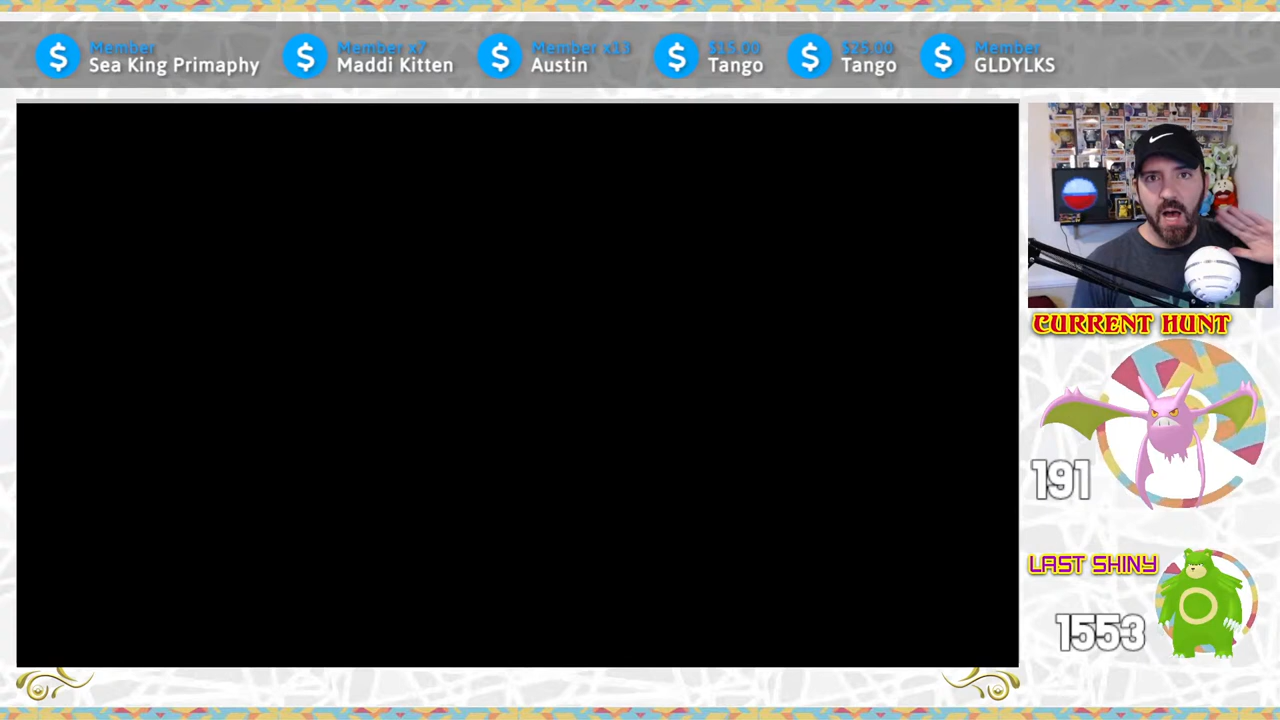 Member
Sea King Primaphy
Member x7
Maddi Kitten
Member x13
Austin
$15.00
Tango
$25.00
Tango
Member
GLDYLKS
CURRENT HUNT
191
LAST SHINY
1553